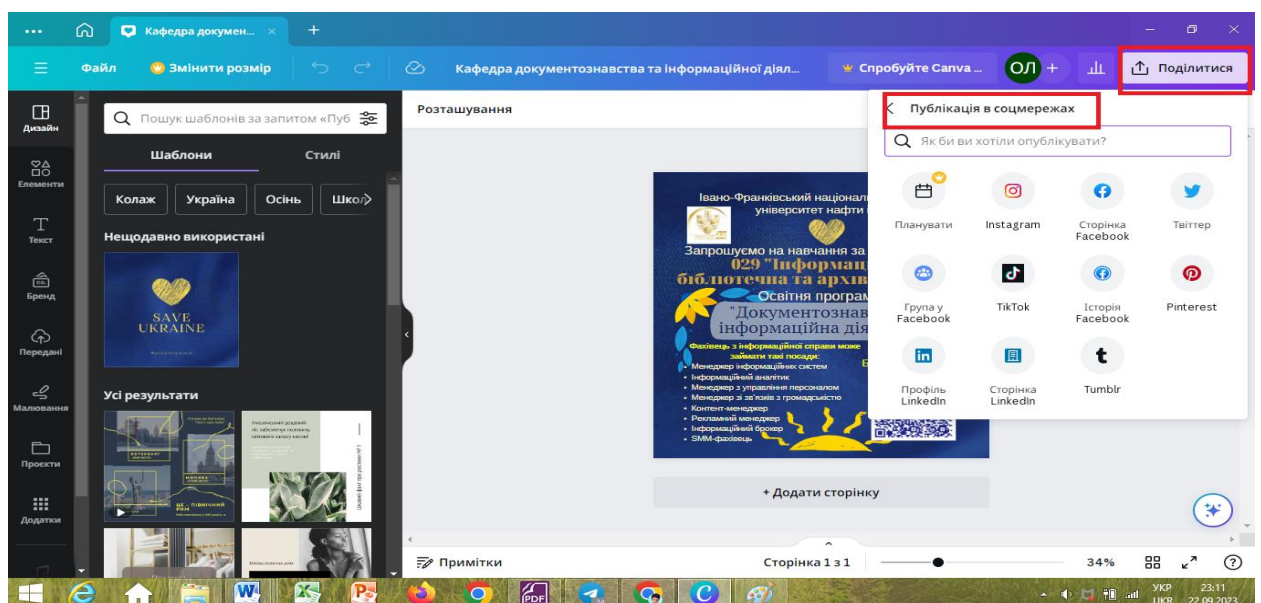 Кафедра докумен...
Файл
Змінити розмір
Кафедра документознавства та інформаційної діял...
Спробуйте Canva ...
ОЛ
Поділитися
Дизайн
Елементи
Текст
Бренд
Передані
Малювання
Проєкти
Додатки
Пошук шаблонів за запитом «Пуб
Шаблони
Стилі
Колаж
Україна
Осінь
Школ
Нещодавно використані
SAVE
UKRAINE
Усі результати
Розташування
Івано-Франківський націонал
університет нафти
Запрошуємо на навчання за
029 "Інформац
бібліотечна та архів
Освітня програм
"Документознав
інформаційна дія
Фахівець з інформаційної справи може
займати такі посади:
• Менеджер інформаційних систем
• Інформаційний аналітик
• Менеджер з управління персоналом
• Менеджер зі зв'язків з громадськістю
• Контент-менеджер
• Рекламний менеджер
• Інформаційний брокер
• SMM-фахівець
+ Додати сторінку
Публікація в соцмережах
Як би ви хотіли опублікувати?
Планувати
Instagram
Сторінка
Facebook
Твіттер
Група у
Facebook
TikTok
Історія
Facebook
Pinterest
Профіль
LinkedIn
Сторінка
LinkedIn
Tumblr
Примітки
Сторінка 1 з 1
34%
PDF
УКР
UKR
23:11
22.09.2023